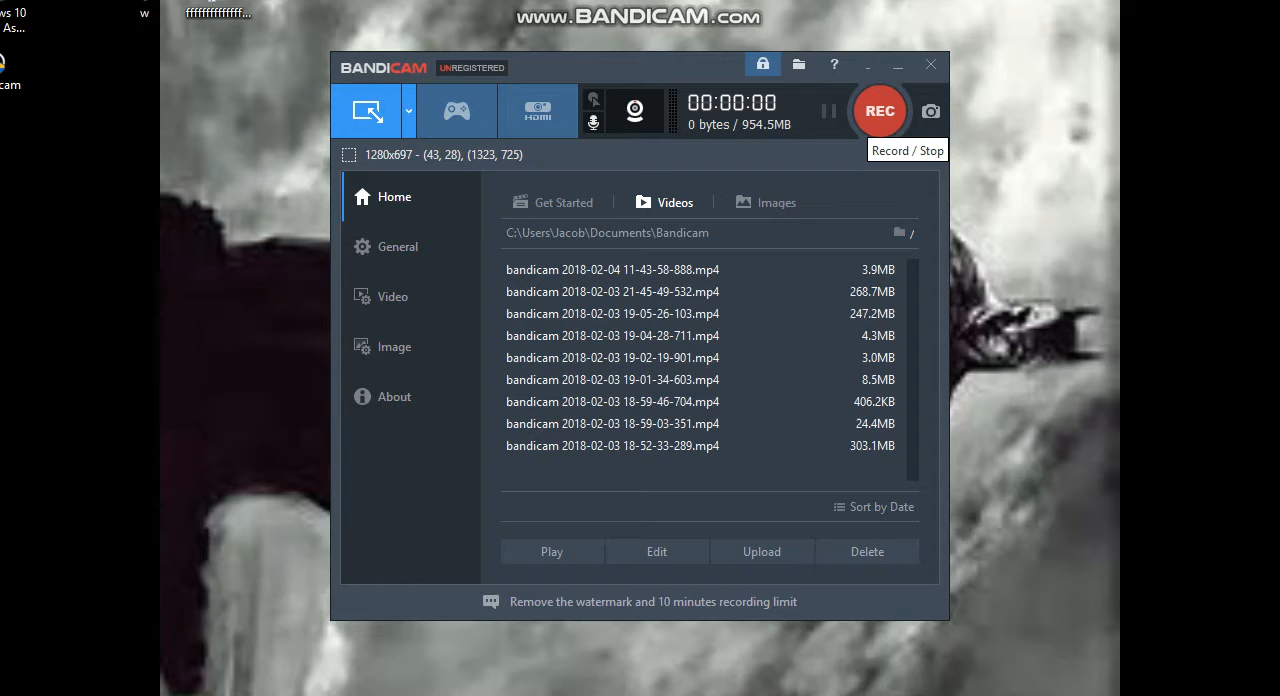 ws 10
As...
w
ffffffffffffff...
cam
www.BANDICAM.com
BANDICAM UNREGISTERED
?
HDMI
00:00:00
0 bytes / 954.5MB
REC
Record / Stop
1280x697 - (43, 28), (1323, 725)
Home
General
Video
Image
About
Get Started
Videos
Images
C:\Users\Jacob\Documents\Bandicam
/
bandicam 2018-02-04 11-43-58-888.mp4 3.9MB
bandicam 2018-02-03 21-45-49-532.mp4 268.7MB
bandicam 2018-02-03 19-05-26-103.mp4 247.2MB
bandicam 2018-02-03 19-04-28-711.mp4 4.3MB
bandicam 2018-02-03 19-02-19-901.mp4 3.0MB
bandicam 2018-02-03 19-01-34-603.mp4 8.5MB
bandicam 2018-02-03 18-59-46-704.mp4 406.2KB
bandicam 2018-02-03 18-59-03-351.mp4 24.4MB
bandicam 2018-02-03 18-52-33-289.mp4 303.1MB
Sort by Date
Play
Edit
Upload
Delete
Remove the watermark and 10 minutes recording limit